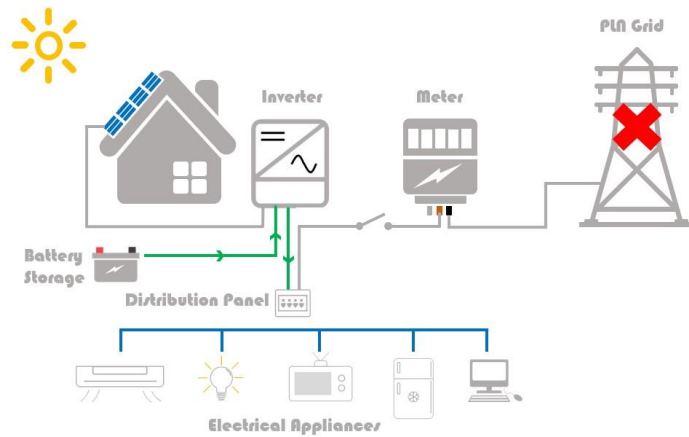 PLN Grid
Inverter
Meter
Battery
Storage
Distribution Panel
Electrical Appliances